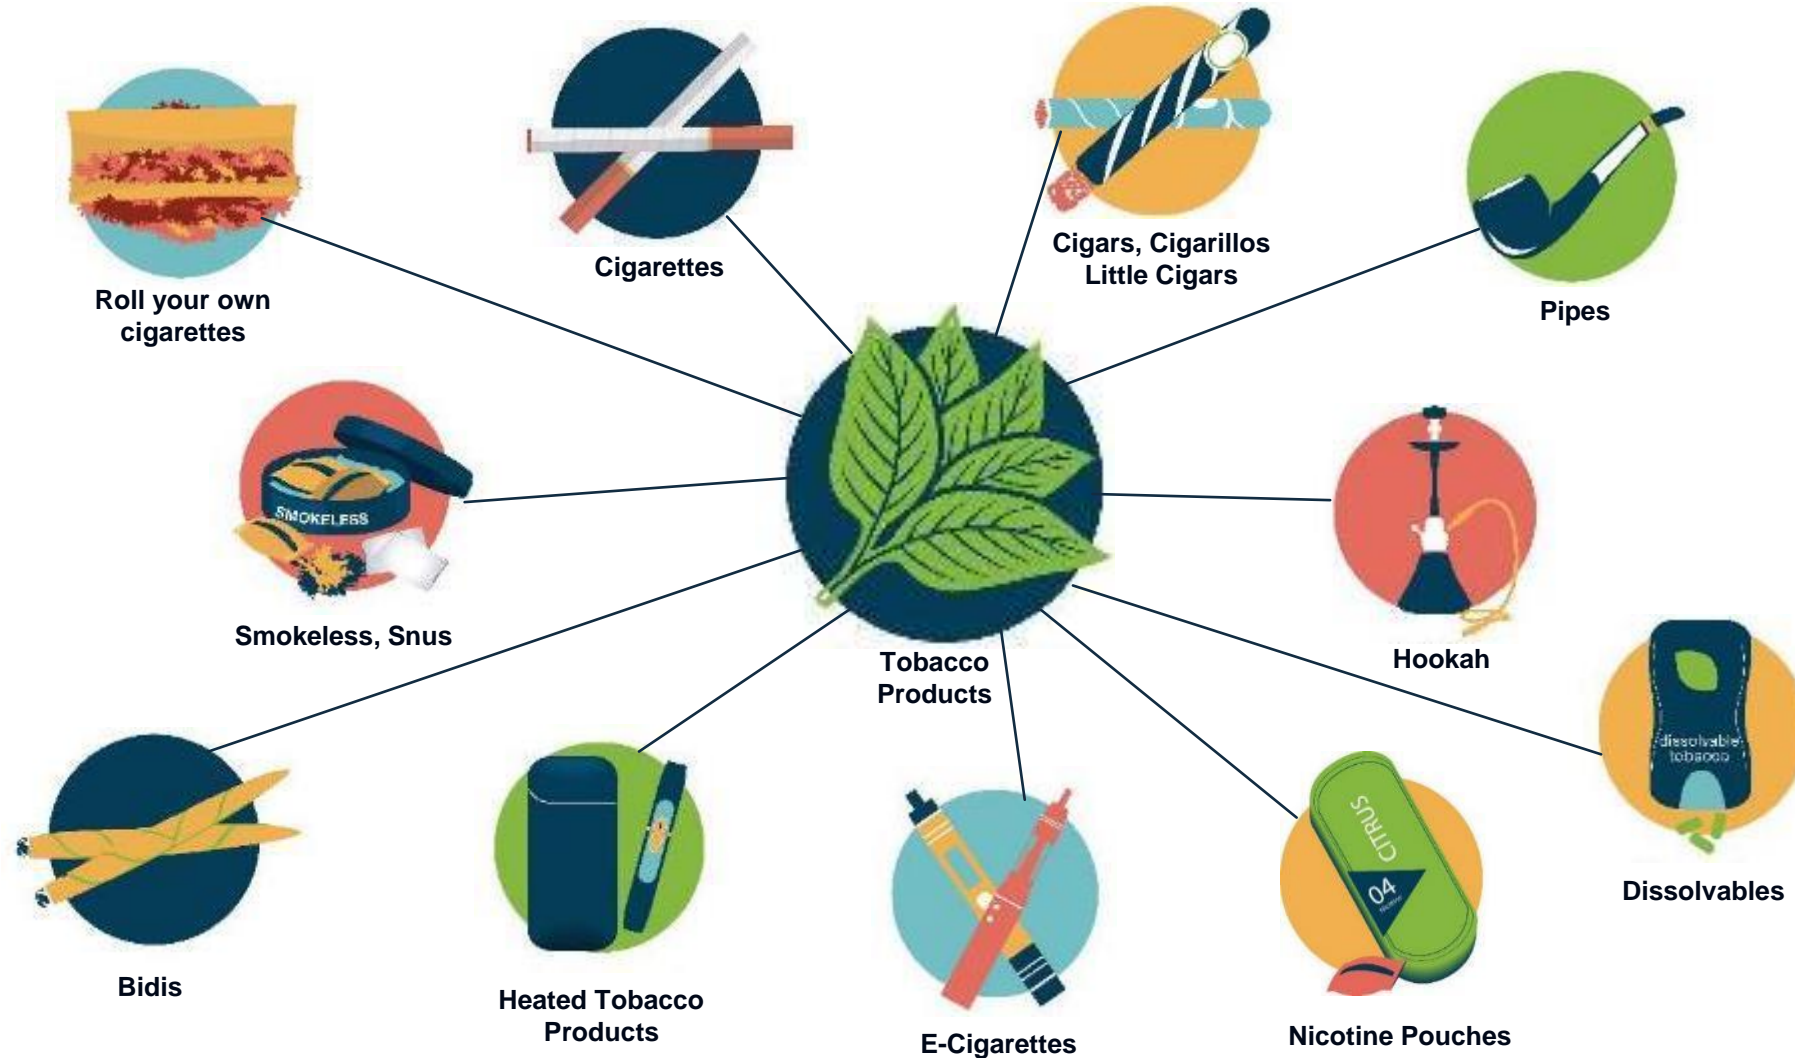 Cigarettes
Cigars, Cigarillos
Little Cigars
Pipes
Roll your own
cigarettes
SMOKELESS
Smokeless, Snus
Tobacco
Products
Hookah
dissolvable
tobacco
Dissolvables
Bidis
Heated Tobacco
Products
E-Cigarettes
CITRUS
04
Nicotine Pouches